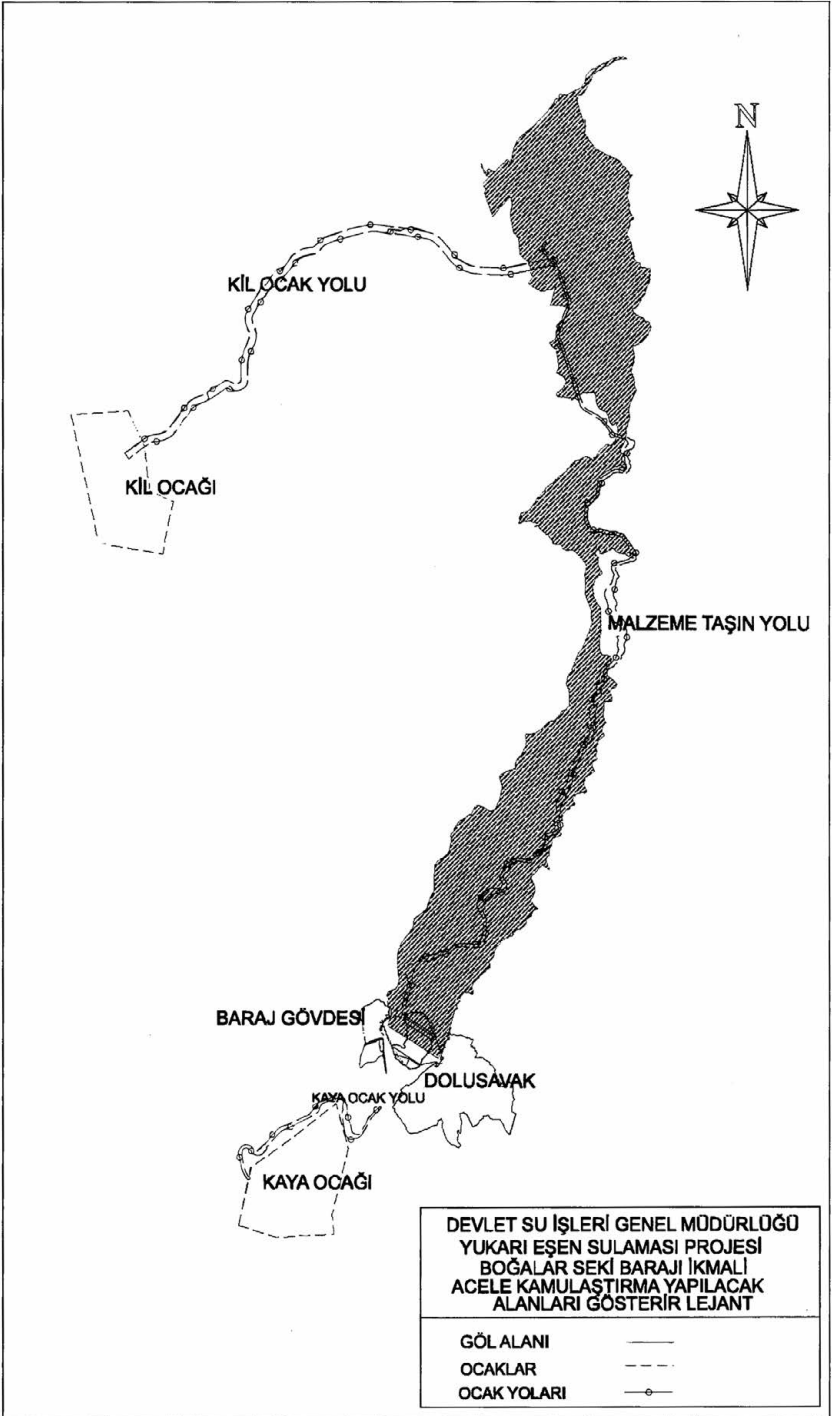 N
KİL OCAK YOLU
KİL OCAĞI
MALZEME TAŞIN YOLU
BARAJ GÖVDESİ
DOLUSAVAK
KAYA OCAK YOLU
KAYA OCAĞI
DEVLET SU İŞLERİ GENEL MÜDÜRLÜĞÜ
YUKARI EŞEN SULAMASI PROJESİ
BOĞALAR SEKİ BARAJI İKMALİ
ACELE KAMULAŞTIRMA YAPILACAK
ALANLARI GÖSTERİR LEJANT
GÖL ALANI
OCAKLAR
OCAK YOLARI